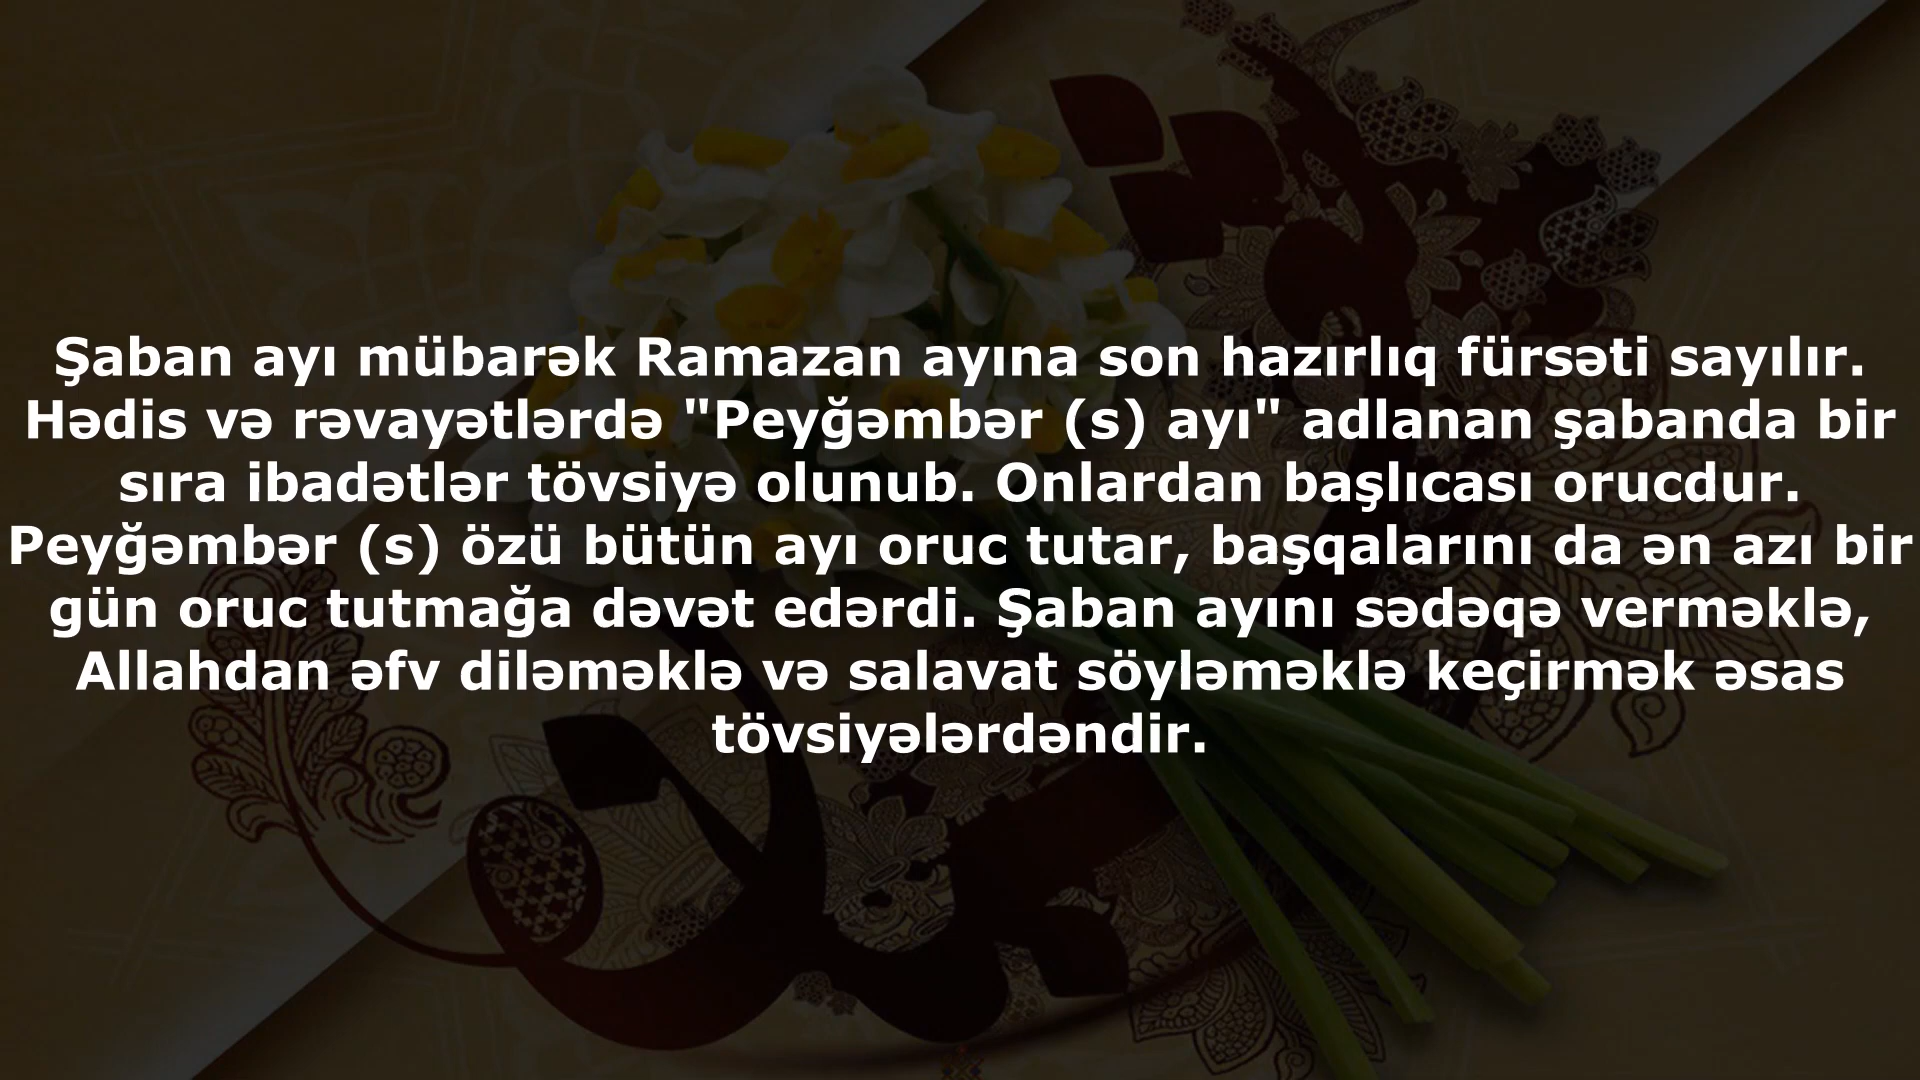 Şaban ayı mübarək Ramazan ayına son hazırlıq fürsəti sayılır.
Hədis və rəvayətlərdə "Peyğəmbər (s) ayı" adlanan şabanda bir
sıra ibadətlər tövsiyə olunub. Onlardan başlıcası orucdur.
Peyğəmbər (s) özü bütün ayı oruc tutar, başqalarını da ən azı bir
gün oruc tutmağa dəvət edərdi. Şaban ayını sədəqə verməklə,
Allahdan əfv diləməklə və salavat söyləməklə keçirmək əsas
tövsiyələrdəndir.